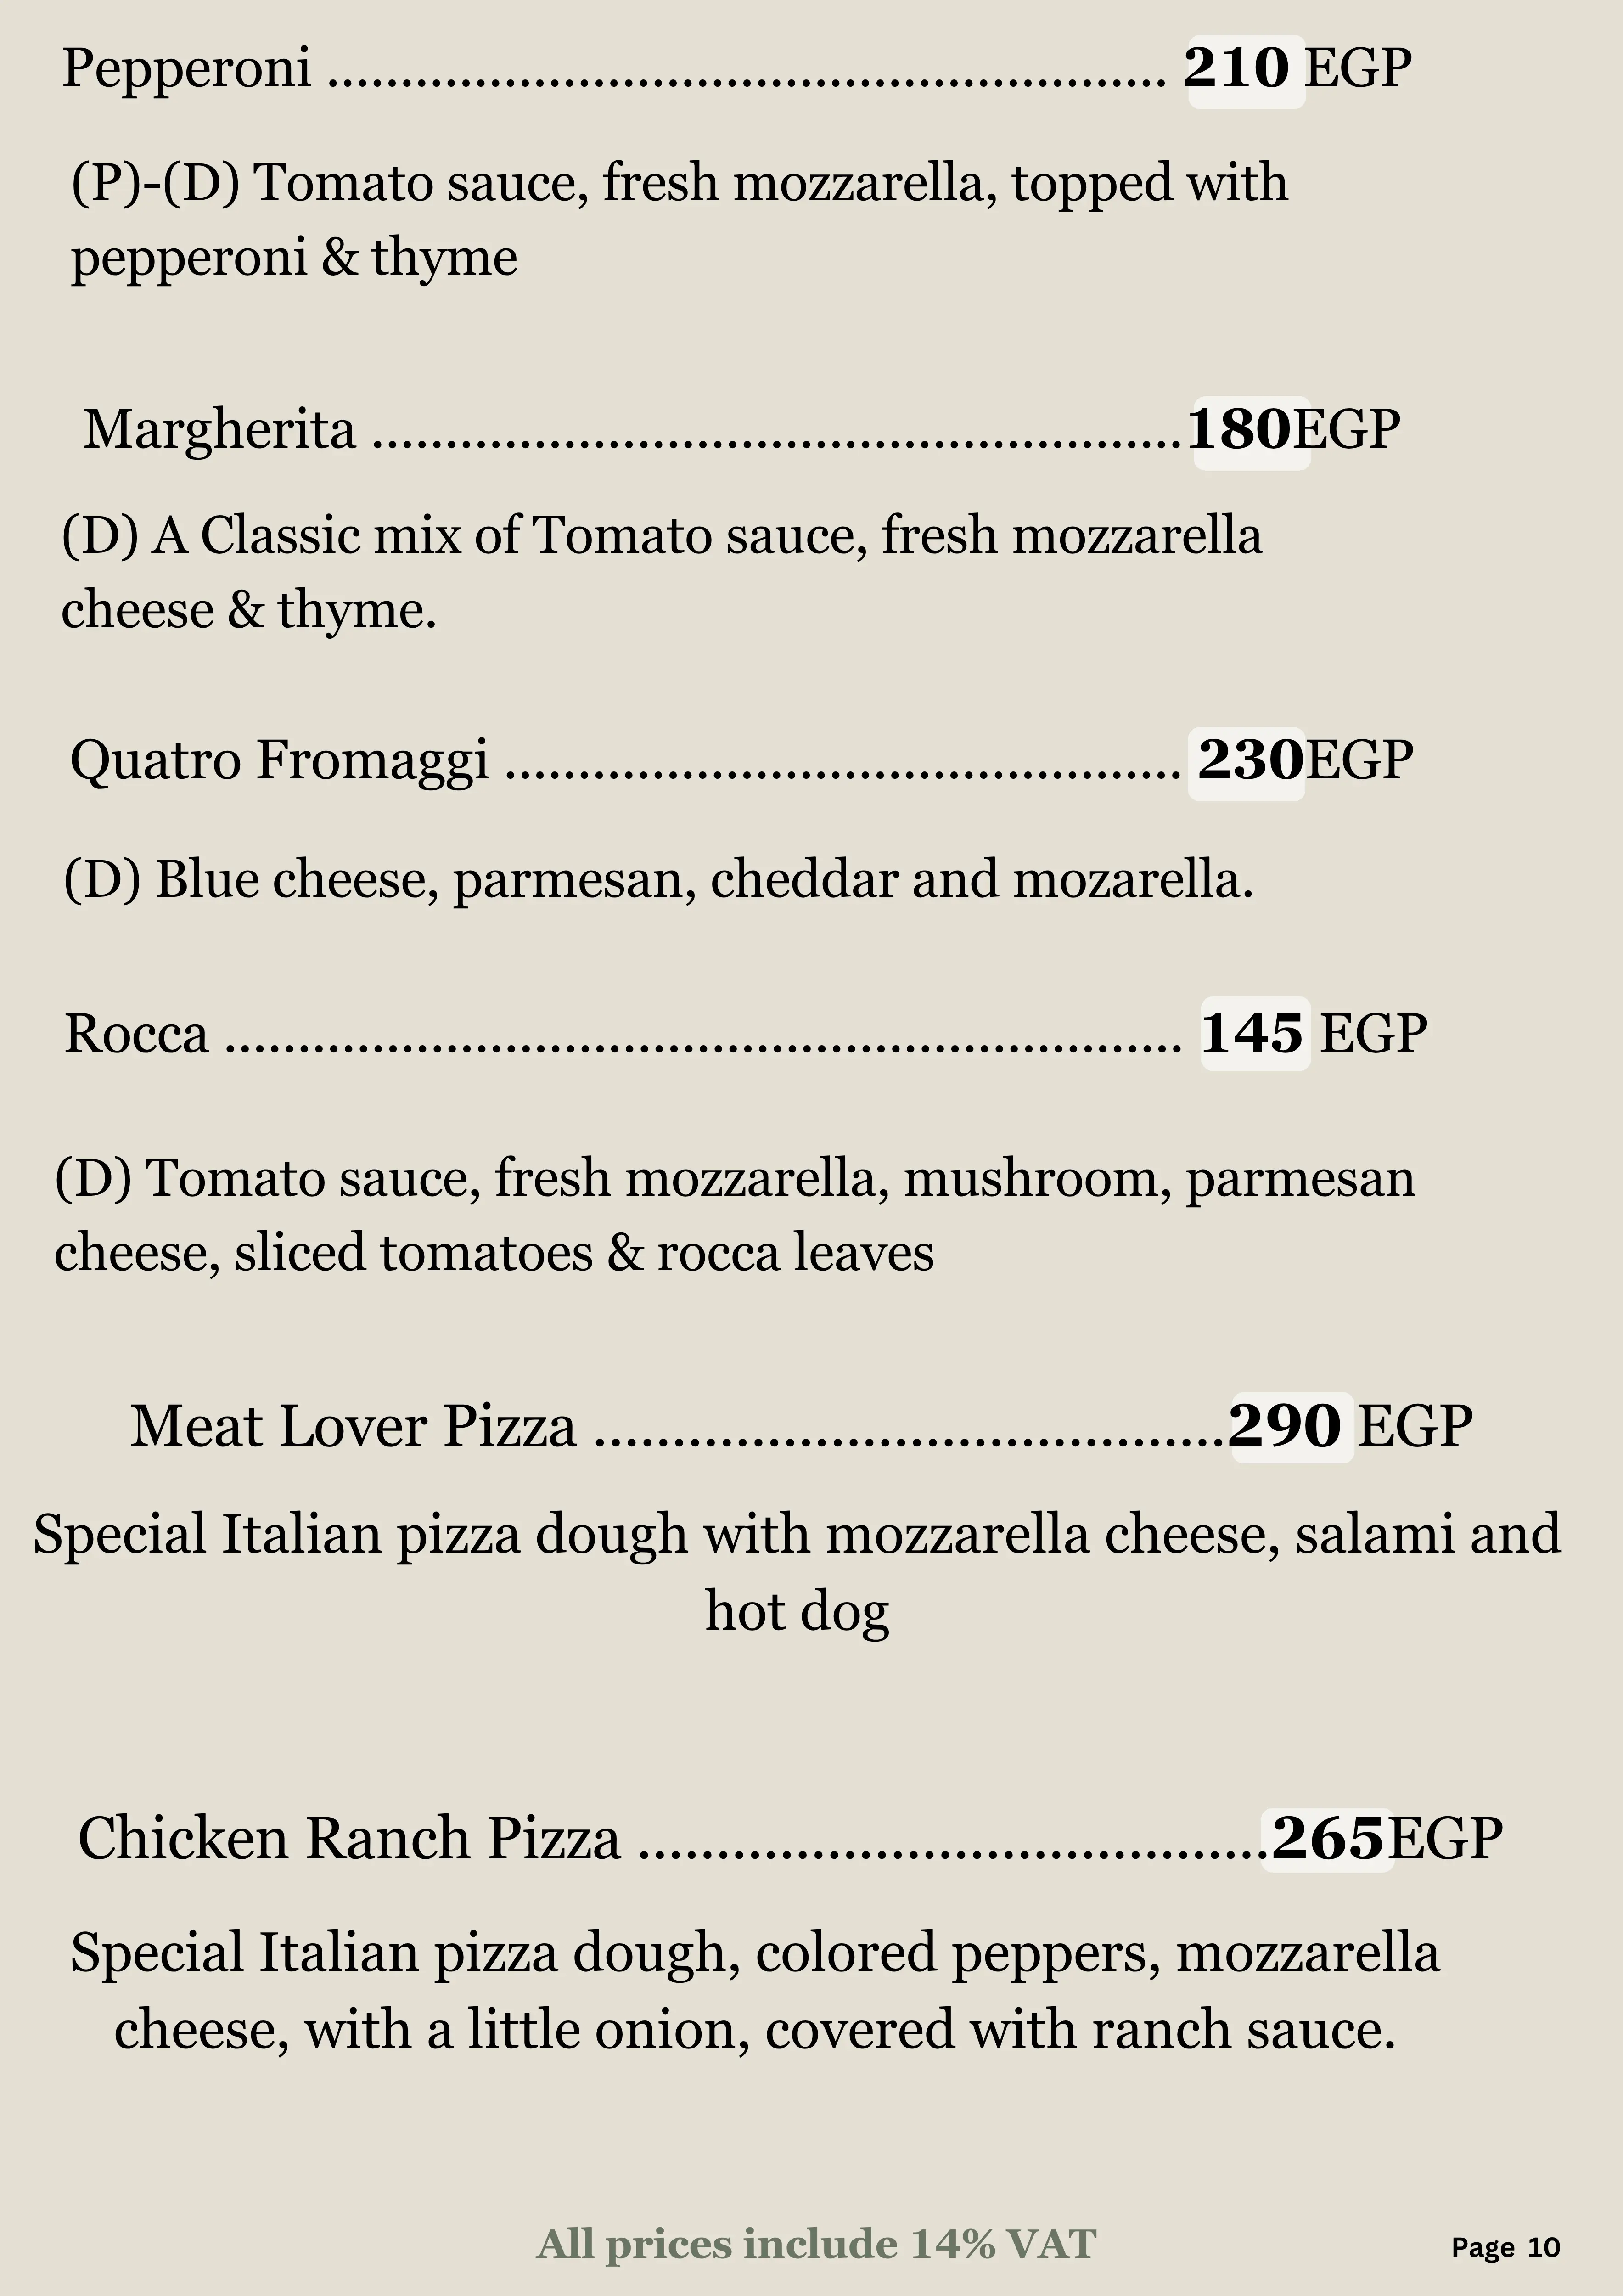 Pepperoni ......................................................... 210 EGP
(P)-(D) Tomato sauce, fresh mozzarella, topped with
pepperoni & thyme
Margherita .......................................................180EGP
(D) A Classic mix of Tomato sauce, fresh mozzarella
cheese & thyme.
Quatro Fromaggi .............................................. 230EGP
(D) Blue cheese, parmesan, cheddar and mozarella.
Rocca ................................................................. 145 EGP
(D) Tomato sauce, fresh mozzarella, mushroom, parmesan
cheese, sliced tomatoes & rocca leaves
Meat Lover Pizza .........................................290 EGP
Special Italian pizza dough with mozzarella cheese, salami and
hot dog
Chicken Ranch Pizza .........................................265EGP
Special Italian pizza dough, colored peppers, mozzarella
cheese, with a little onion, covered with ranch sauce.
All prices include 14% VAT
Page 10